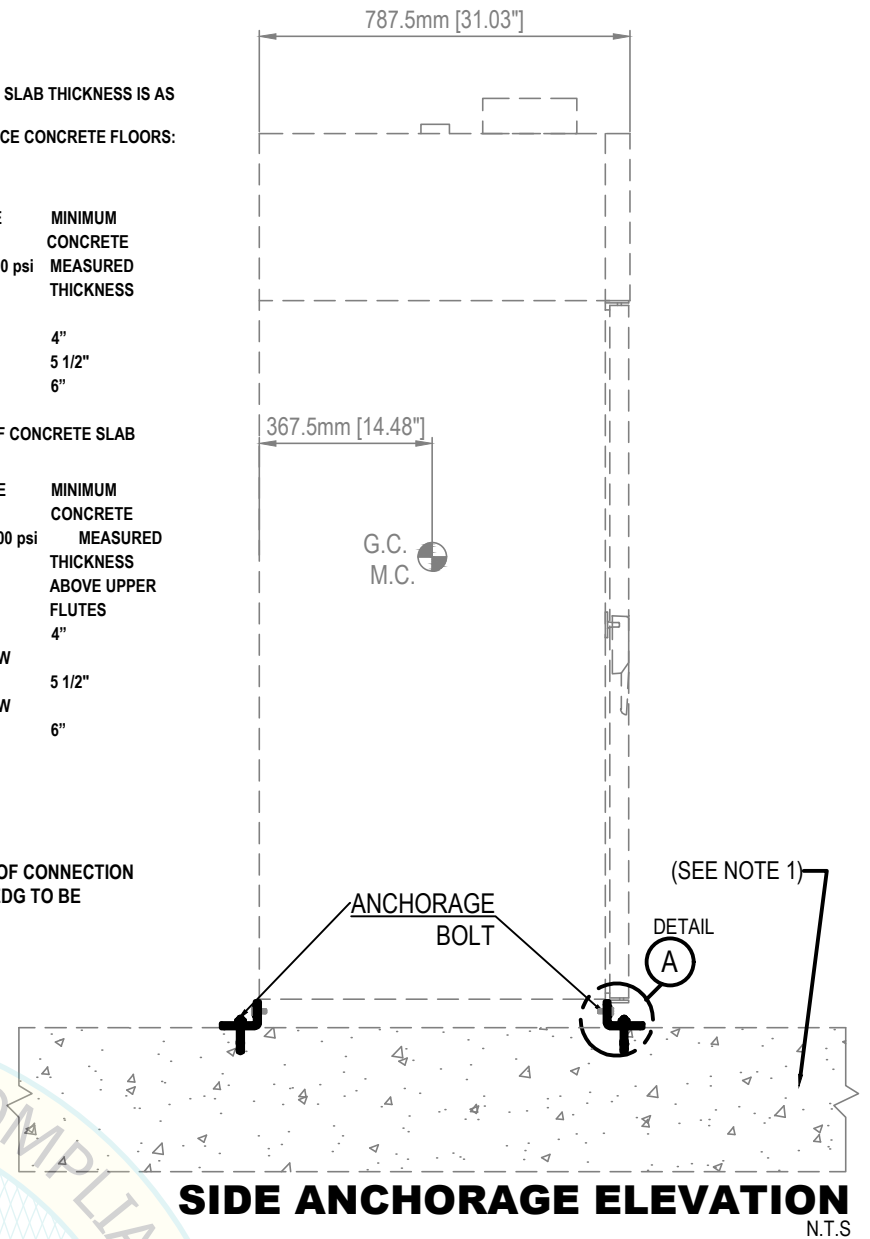 787.5mm [31.03"]
SLAB THICKNESS IS AS
CE CONCRETE FLOORS:
E MINIMUM
CONCRETE
0 psi MEASURED
THICKNESS
4”
5 1/2"
6”
F CONCRETE SLAB
E MINIMUM
CONCRETE
00 psi MEASURED
THICKNESS
ABOVE UPPER
FLUTES
4”
W
5 1/2"
W
6”
OF CONNECTION
EDG TO BE
367.5mm [14.48"]
G.C.
M.C.
(SEE NOTE 1)
ANCHORAGE
BOLT
DETAIL
A
SIDE ANCHORAGE ELEVATION
N.T.S
OMPLIA